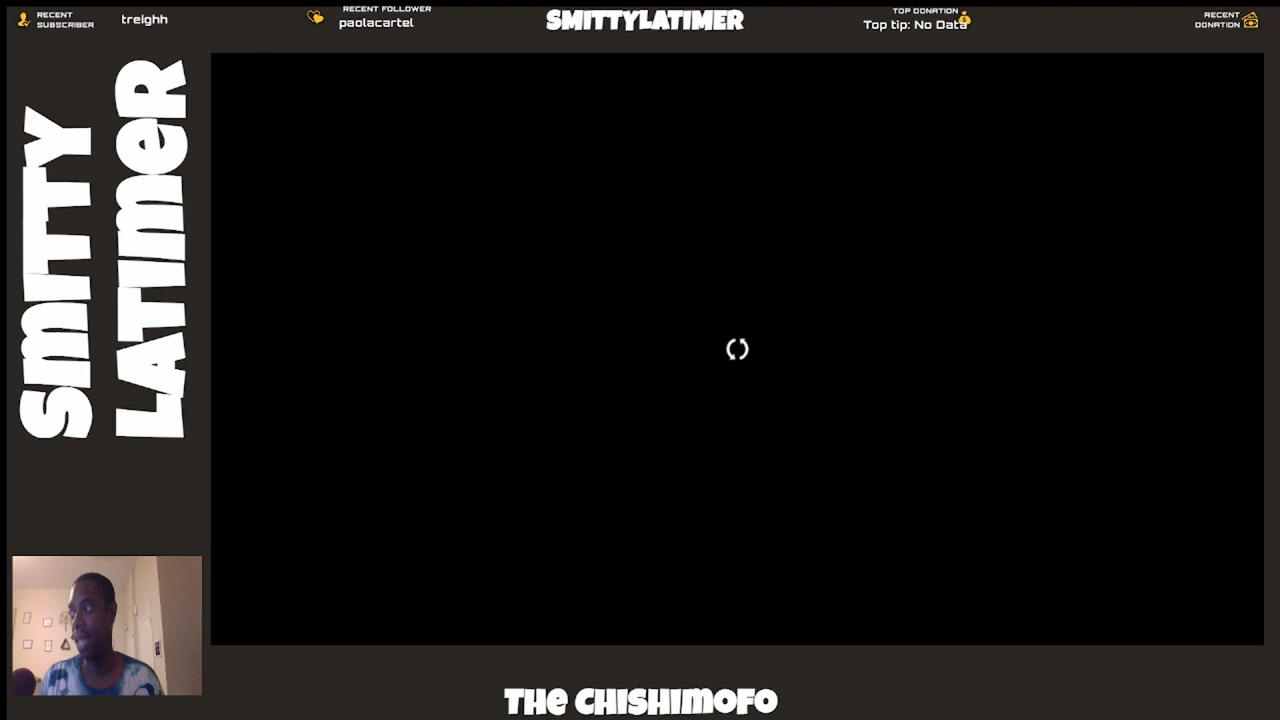 RECENT
SUBSCRIBER
treighh
RECENT FOLLOWER
paolacartel
SMITTYLATIMER
TOP DONATION
Top tip: No Data
RECENT
DONATION
SMITTY
LATIMER
THE CHISHIMOFO